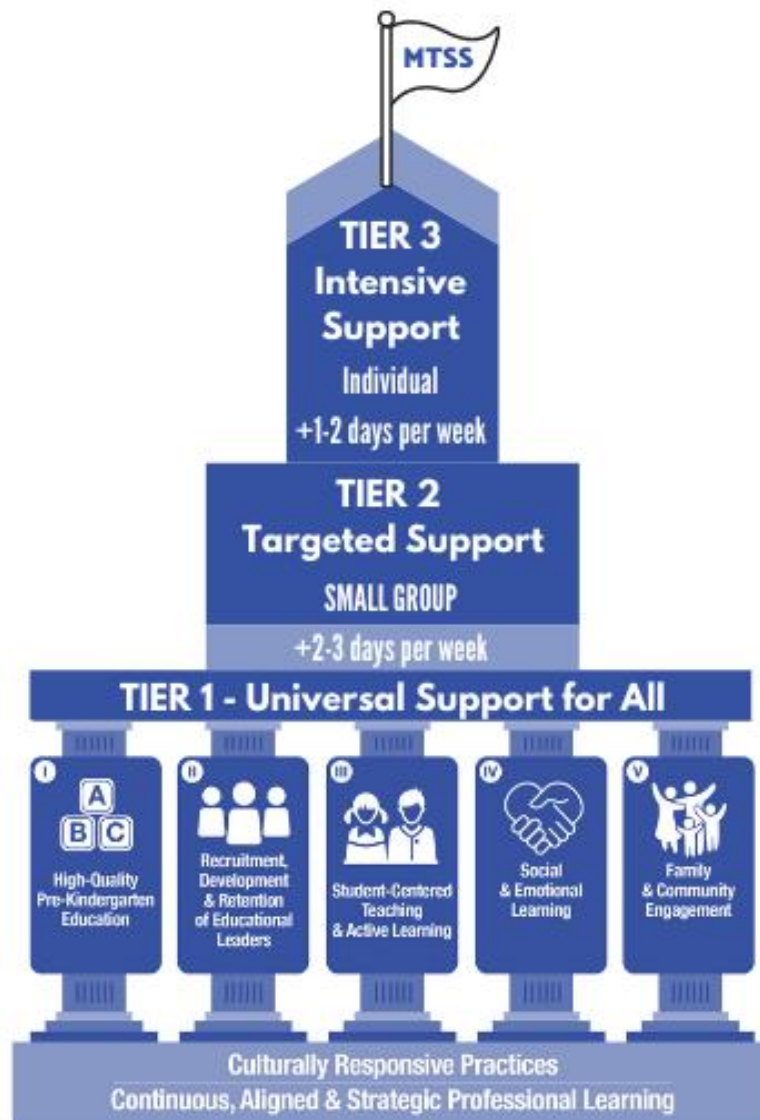 MTSS
TIER 3
Intensive
Support
Individual
+1-2 days per week
TIER 2
Targeted Support
SMALL GROUP
+2-3 days per week
TIER 1 - Universal Support for All
I
A
B C
High-Quality
Pre-Kindergarten
Education
II
Recruitment,
Development
& Retention
of Educational
Leaders
III
Student-Centered
Teaching
& Active Learning
IV
Social
& Emotional
Learning
V
Family
& Community
Engagement
Culturally Responsive Practices
Continuous, Aligned & Strategic Professional Learning